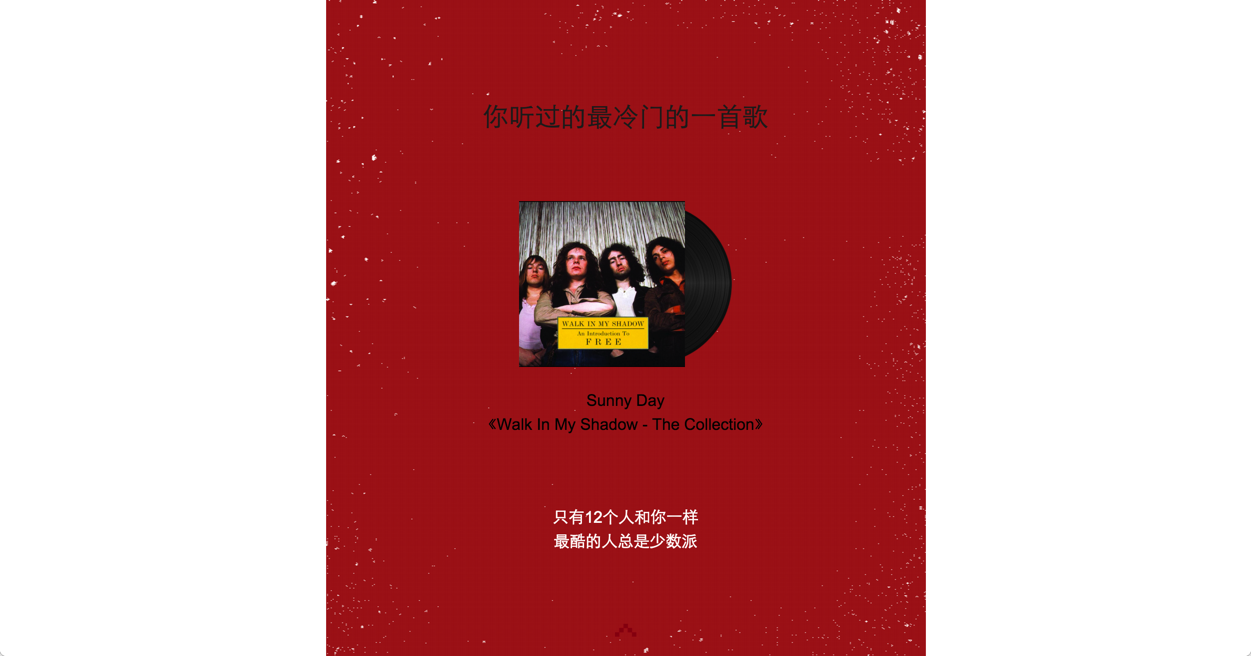 你听过的最冷门的一首歌
WALK IN MY SHADOW
An Introduction To
FREE
Sunny Day
《Walk In My Shadow - The Collection》
只有12个人和你一样
最酷的人总是少数派